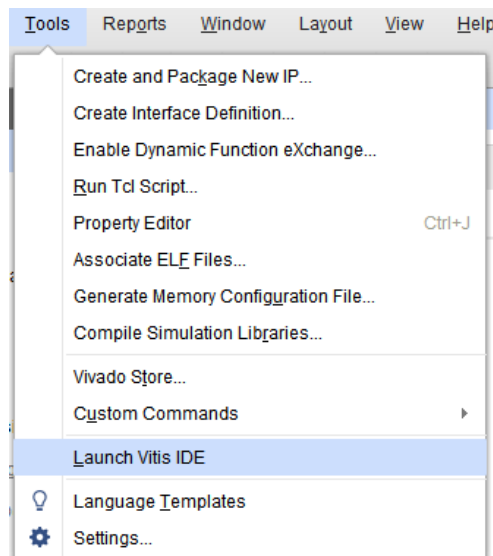 Tools Reports Window Layout View Help
Create and Package New IP...
Create Interface Definition...
Enable Dynamic Function eXchange...
Run Tcl Script...
Property Editor Ctrl+J
Associate ELF Files...
Generate Memory Configuration File...
Compile Simulation Libraries...
Vivado Store...
Custom Commands
Launch Vitis IDE
Language Templates
Settings...